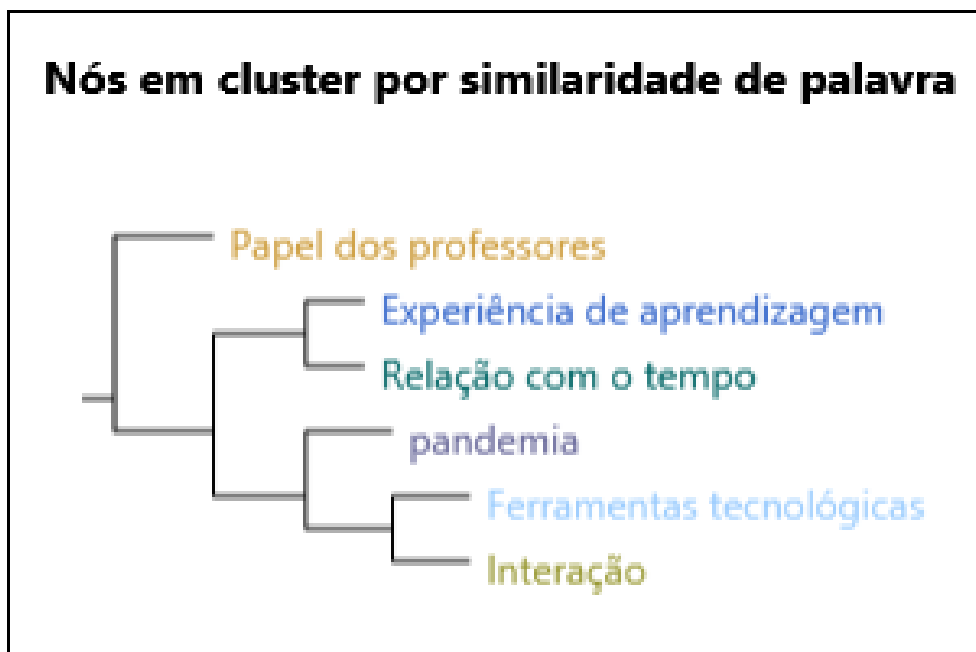 Nós em cluster por similaridade de palavra
Papel dos professores
Experiência de aprendizagem
Relação com o tempo
pandemia
Ferramentas tecnológicas
Interação